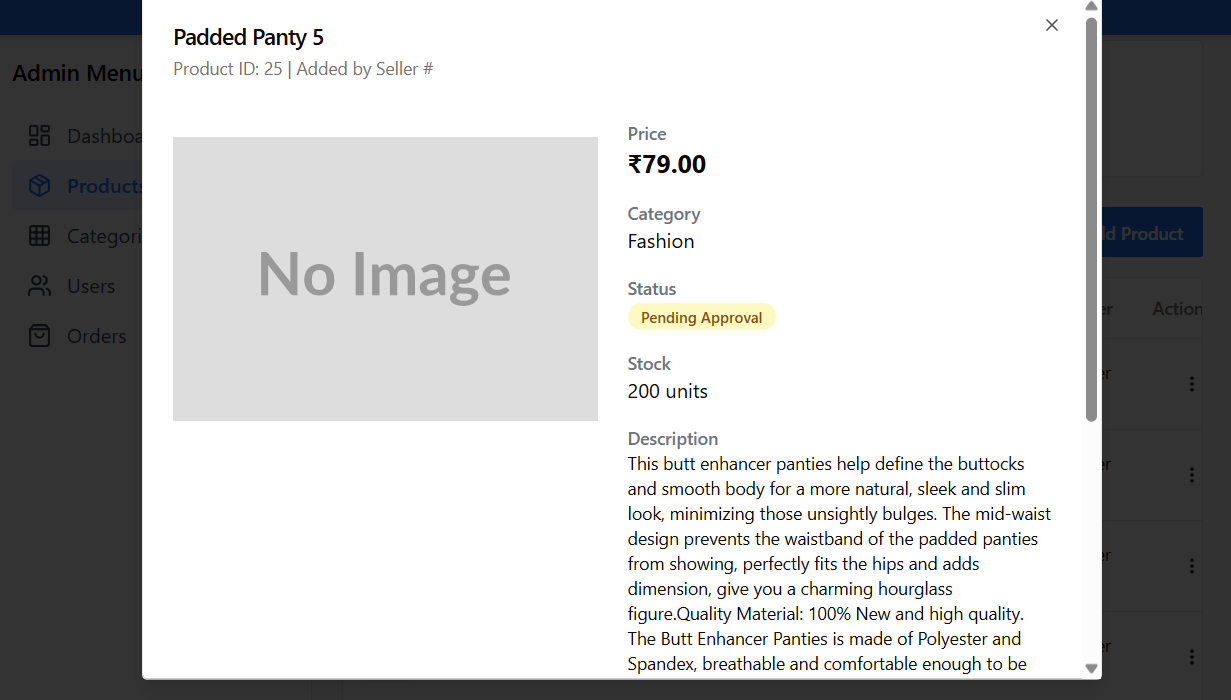 Padded Panty 5
Product ID: 25 | Added by Seller #
Admin Menu
Dashboa
Products
Categori
Users
Orders
No Image
Price
₹79.00
Category
Fashion
Status
Pending Approval
Stock
200 units
Description
This butt enhancer panties help define the buttocks
and smooth body for a more natural, sleek and slim
look, minimizing those unsightly bulges. The mid-waist
design prevents the waistband of the padded panties
from showing, perfectly fits the hips and adds
dimension, give you a charming hourglass
figure.Quality Material: 100% New and high quality.
The Butt Enhancer Panties is made of Polyester and
Spandex, breathable and comfortable enough to be
d Product
er
Action
er
er
er
er